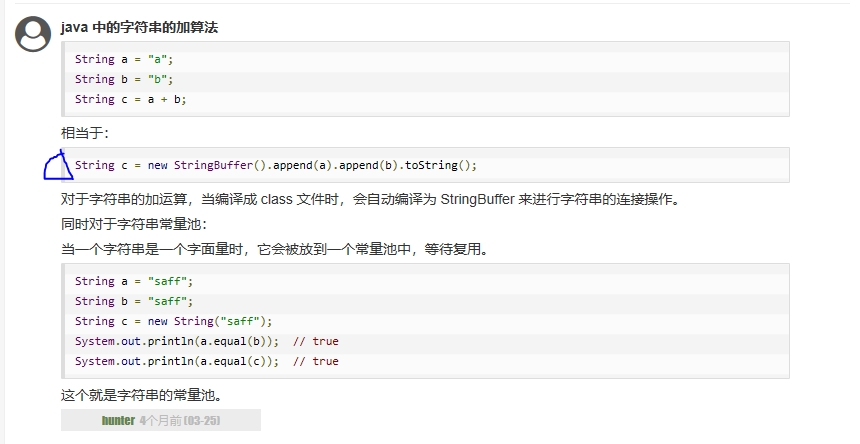 java 中的字符串的加算法
String a = "a";
String b = "b";
String c = a + b;
相当于：
String c = new StringBuffer().append(a).append(b).toString();
对于字符串的加运算，当编译成 class 文件时，会自动编译为 StringBuffer 来进行字符串的连接操作。
同时对于字符串常量池：
当一个字符串是一个字面量时，它会被放到一个常量池中，等待复用。
String a = "saff";
String b = "saff";
String c = new String("saff");
System.out.println(a.equal(b));  // true
System.out.println(a.equal(c));  // true
这个就是字符串的常量池。
hunter 4个月前 (03-25)